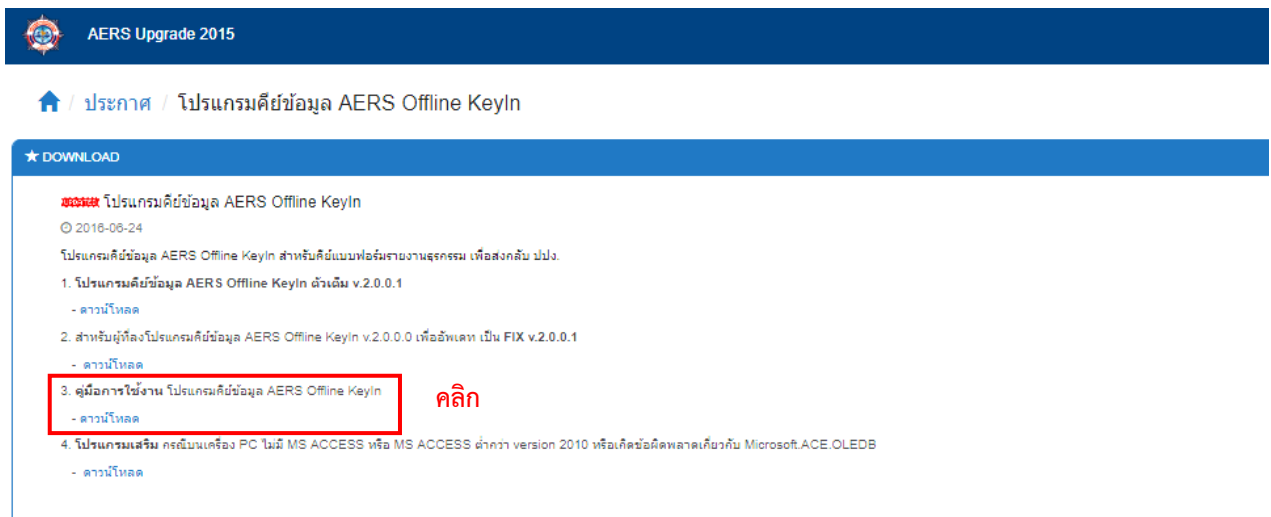 AERS Upgrade 2015
/ ประกาศ / โปรแกรมคีย์ข้อมูล AERS Offline KeyIn
★ DOWNLOAD
โปรแกรมคีย์ข้อมูล AERS Offline KeyIn
2016-06-24
โปรแกรมคีย์ข้อมูล AERS Offline KeyIn สำหรับคีย์แบบฟอร์มรายงานธุรกรรม เพื่อส่งกลับ ปปง.
1. โปรแกรมคีย์ข้อมูล AERS Offline KeyIn ตัวเต็ม v.2.0.0.1
- ดาวน์โหลด
2. สำหรับผู้ที่ลงโปรแกรมคีย์ข้อมูล AERS Offline KeyIn v.2.0.0.0 เพื่ออัพเดท เป็น FIX v.2.0.0.1
- ดาวน์โหลด
3. คู่มือการใช้งาน โปรแกรมคีย์ข้อมูล AERS Offline KeyIn
คลิก
- ดาวน์โหลด
4. โปรแกรมเสริม กรณีบนเครื่อง PC ไม่มี MS ACCESS หรือ MS ACCESS ต่ำกว่า version 2010 หรือเกิดข้อผิดพลาดเกี่ยวกับ Microsoft.ACE.OLEDB
- ดาวน์โหลด